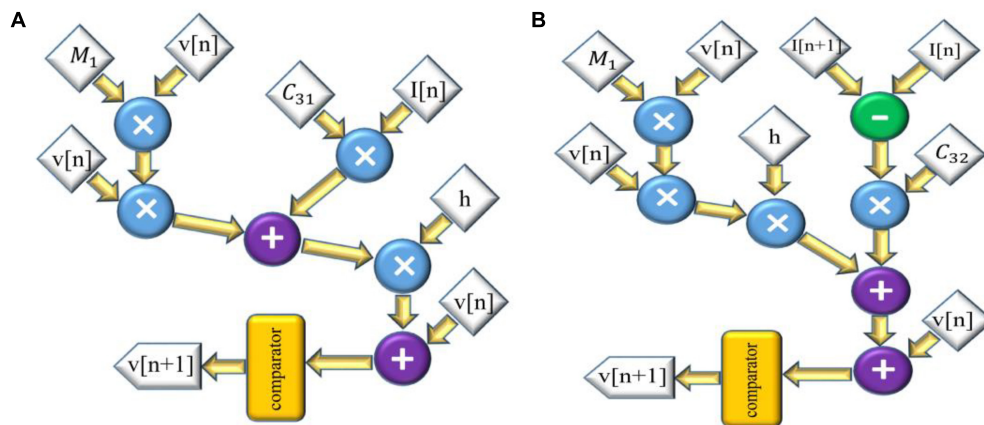 A
M₁
v[n]
C₃₁
I[n]
×
v[n]
×
×
h
+
×
v[n]
+
comparator
v[n+1]
B
M₁
v[n]
I[n+1]
I[n]
×
−
v[n]
h
C₃₂
×
×
×
+
v[n]
+
comparator
v[n+1]